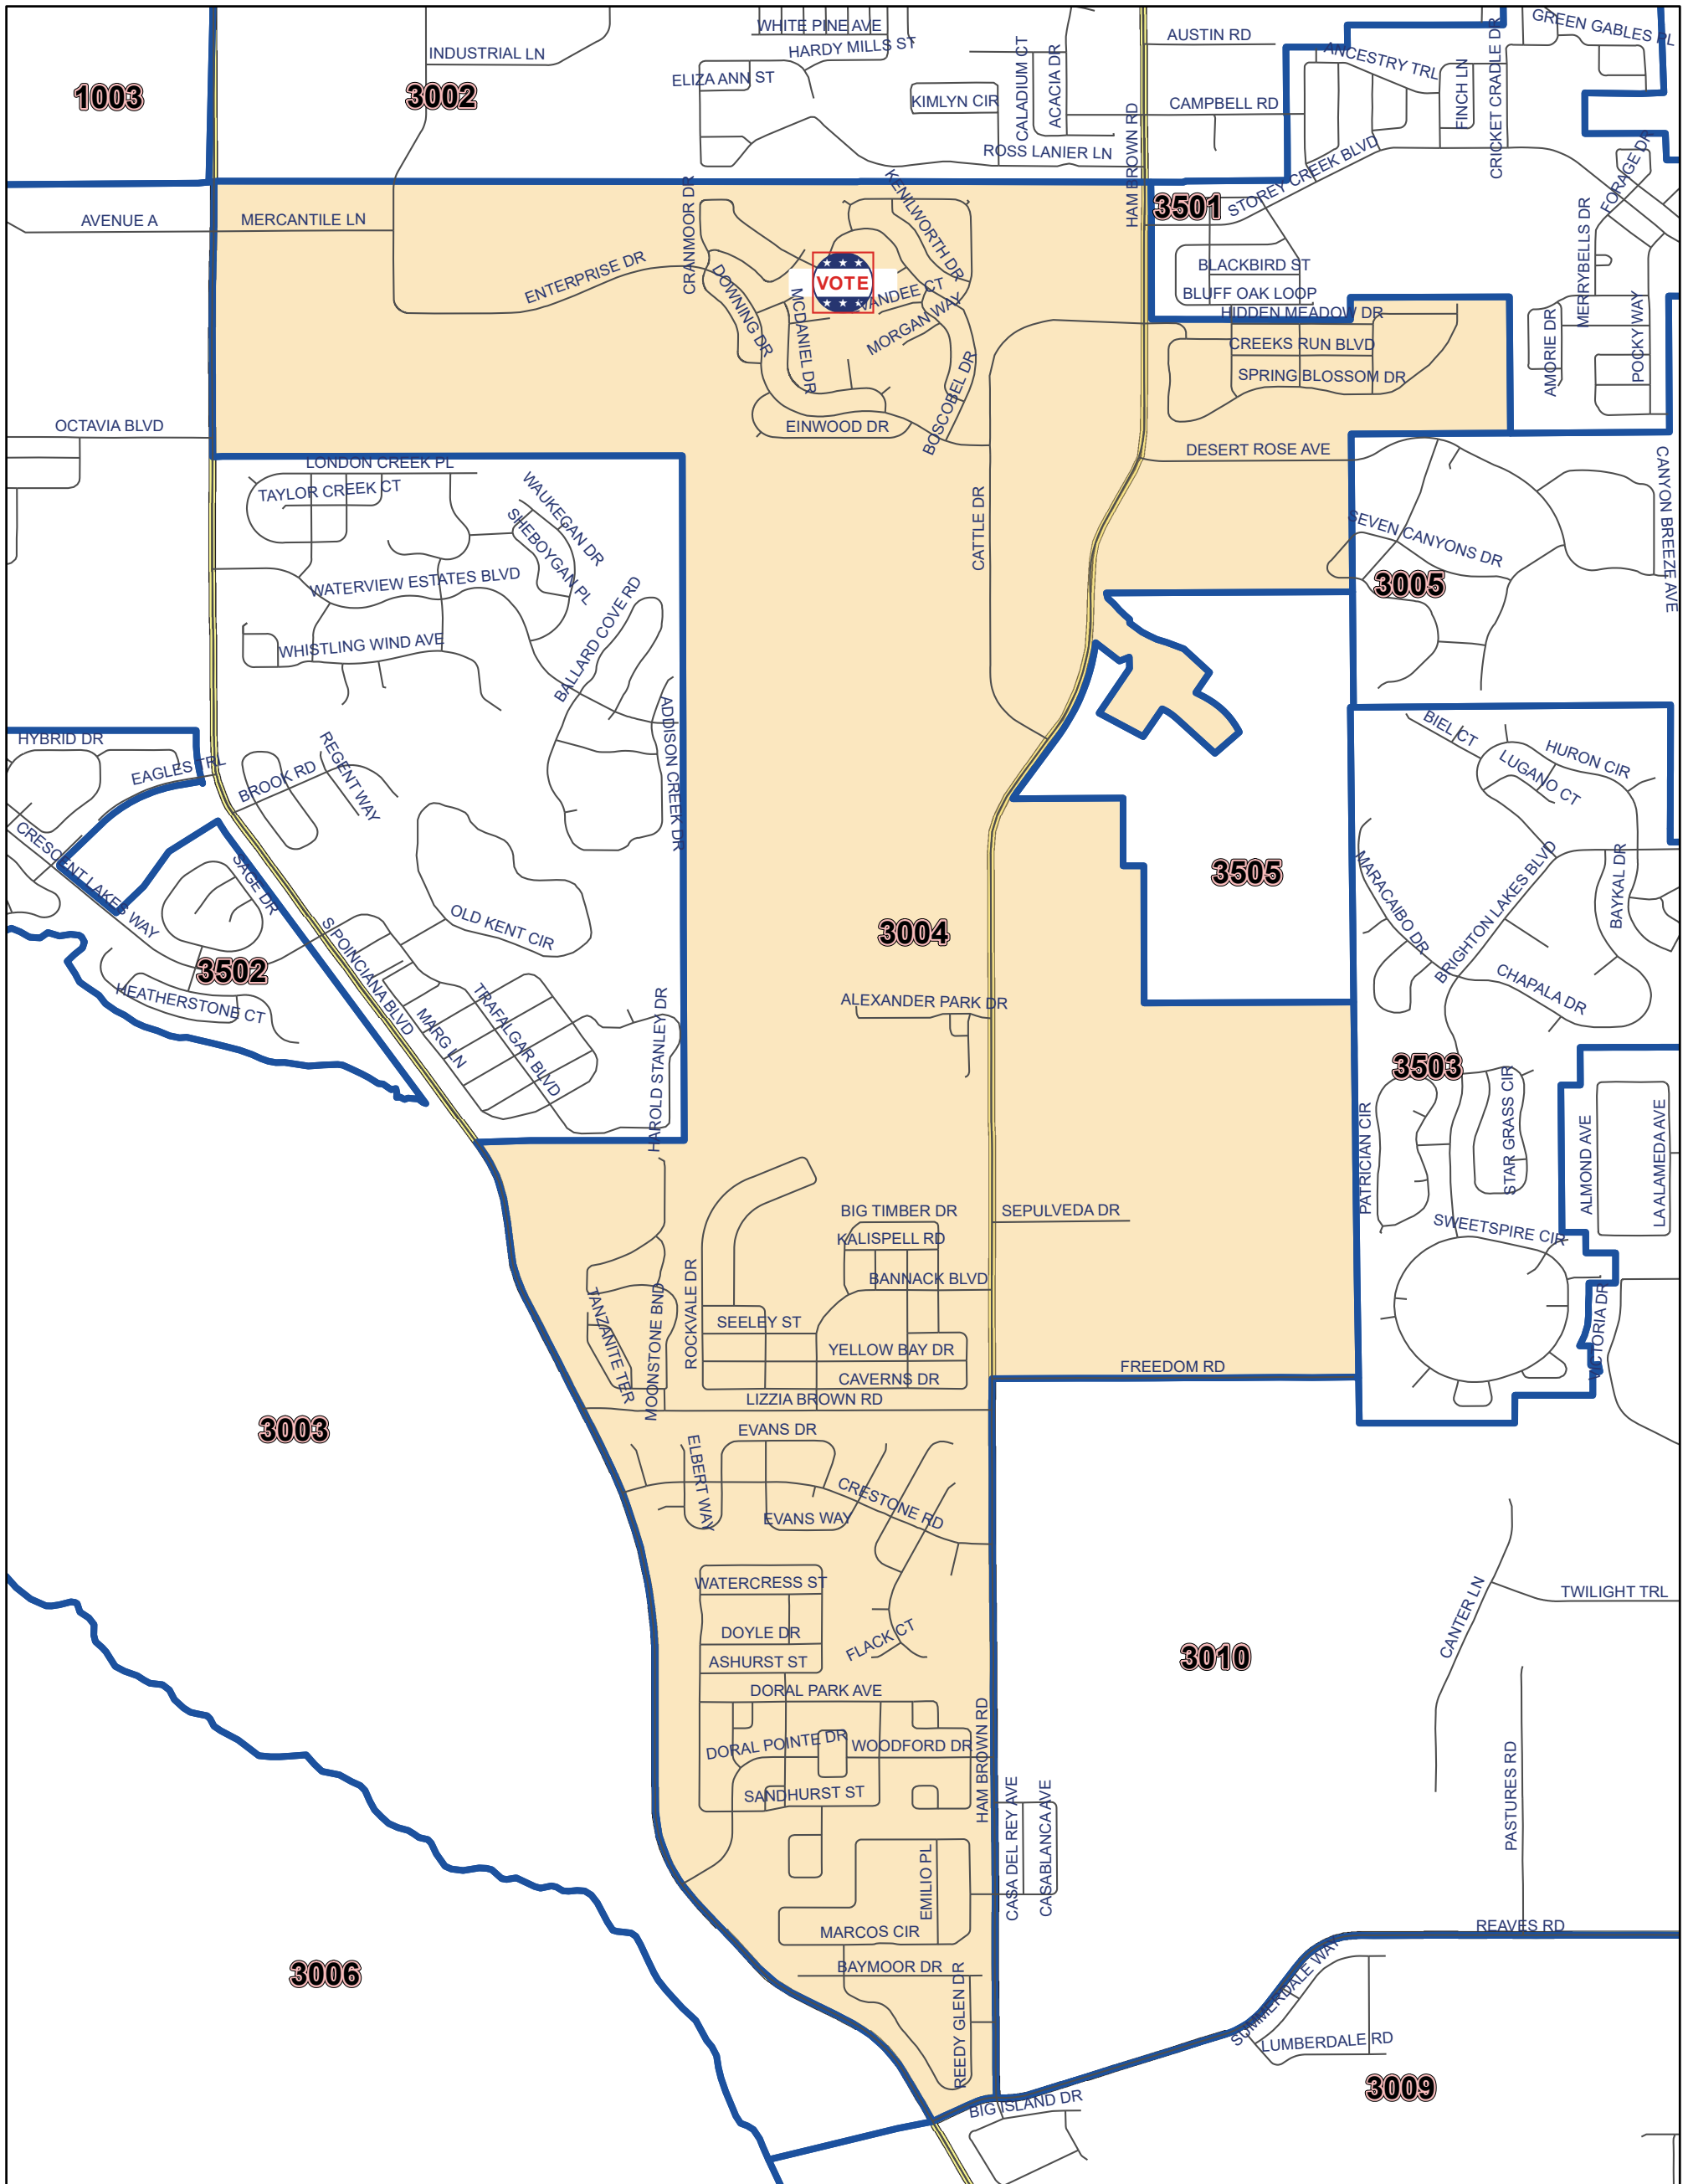 WHITE PINE AVE
GREEN GABLES PL
INDUSTRIAL LN
HARDY MILLS ST
AUSTIN RD
ANCESTRY TRL
CRICKET CRADLE DR
ELIZA ANN ST
CALADIUM CT
ACACIA DR
FINCH LN
1003
3002
KIMLYN CIR
CAMPBELL RD
HAM BROWN RD
ROSS LANIER LN
STOREY CREEK BLVD
FORAGE DR
3501
AVENUE A
MERCANTILE LN
CRANMOOR DR
KENILWORTH DR
MERRYBELLS DR
ENTERPRISE DR
DOWNING DR
VOTE
VANDEE CT
BLACKBIRD ST
BLUFF OAK LOOP
MCDANIEL DR
MORGAN WAY
HIDDEN MEADOW DR
CREEKS RUN BLVD
AMORIE DR
POCKY WAY
SPRING BLOSSOM DR
BOSCOBEL DR
EINWOOD DR
OCTAVIA BLVD
DESERT ROSE AVE
LONDON CREEK PL
TAYLOR CREEK CT
WAUKEGAN DR
SHEBOYGAN PL
CATTLE DR
SEVEN CANYONS DR
CANYON BREEZE AVE
WATERVIEW ESTATES BLVD
3005
WHISTLING WIND AVE
BALLARD COVE RD
ADDISON CREEK DR
HYBRID DR
EAGLES TRL
BROOK RD
REGENT WAY
BIEL CT
HURON CIR
LUGANO CT
CRESCENT LAKES WAY
SAGE DR
3505
MARACAIBO DR
BRIGHTON LAKES BLVD
BAYKAL DR
OLD KENT CIR
3004
S POINCIANA BLVD
3502
HEATHERSTONE CT
CHAPALA DR
TRAFALGAR BLVD
MARG LN
ALEXANDER PARK DR
HAROLD STANLEY DR
3503
STAR GRASS CIR
PATRICIAN CIR
ALMOND AVE
LA ALAMEDA AVE
BIG TIMBER DR
SEPULVEDA DR
SWEETSPIRE CIR
KALISPELL RD
BANNACK BLVD
TANZANITE TER
MOONSTONE BND
ROCKVALE DR
SEELEY ST
VICTORIA DR
YELLOW BAY DR
CAVERNS DR
FREEDOM RD
LIZZIA BROWN RD
3003
EVANS DR
ELBERT WAY
CRESTONE RD
EVANS WAY
WATERCRESS ST
TWILIGHT TRL
CANTER LN
DOYLE DR
FLACK CT
ASHURST ST
3010
DORAL PARK AVE
HAM BROWN RD
DORAL POINTE DR
WOODFORD DR
PASTURES RD
SANDHURST ST
CASA DEL REY AVE
CASABLANCA AVE
EMILIO PL
MARCOS CIR
REAVES RD
BAYMOOR DR
3006
REEDY GLEN DR
SUMMERDALE WAY
LUMBERDALE RD
3009
BIG ISLAND DR